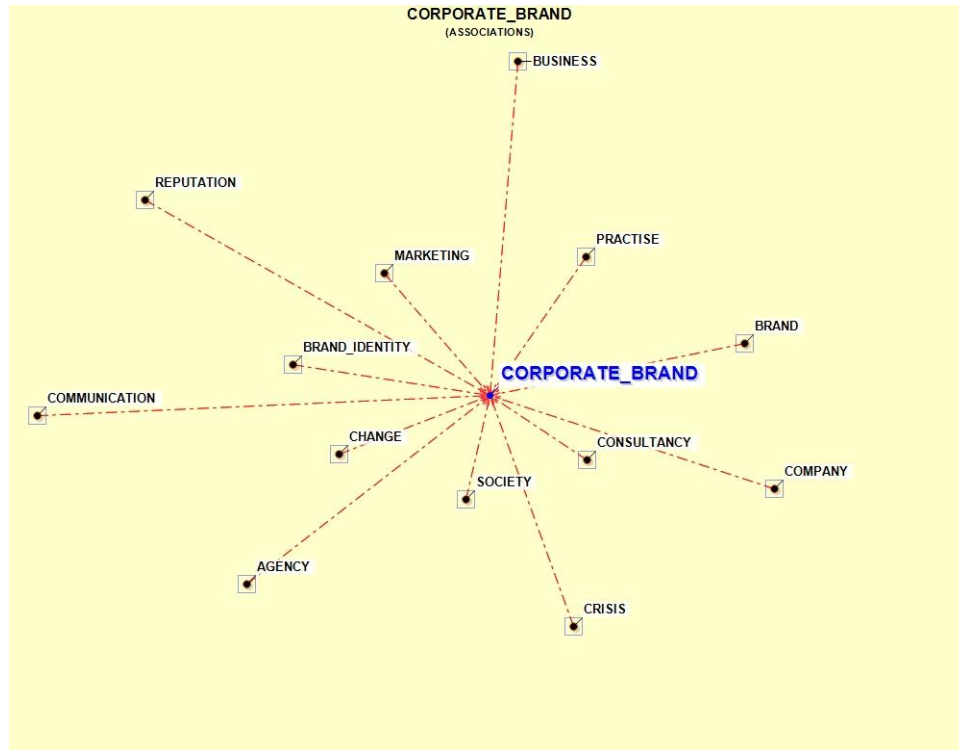 CORPORATE_BRAND
(ASSOCIATIONS)
BUSINESS
REPUTATION
PRACTISE
MARKETING
BRAND
BRAND_IDENTITY
CORPORATE_BRAND
COMMUNICATION
CHANGE
CONSULTANCY
COMPANY
SOCIETY
AGENCY
CRISIS